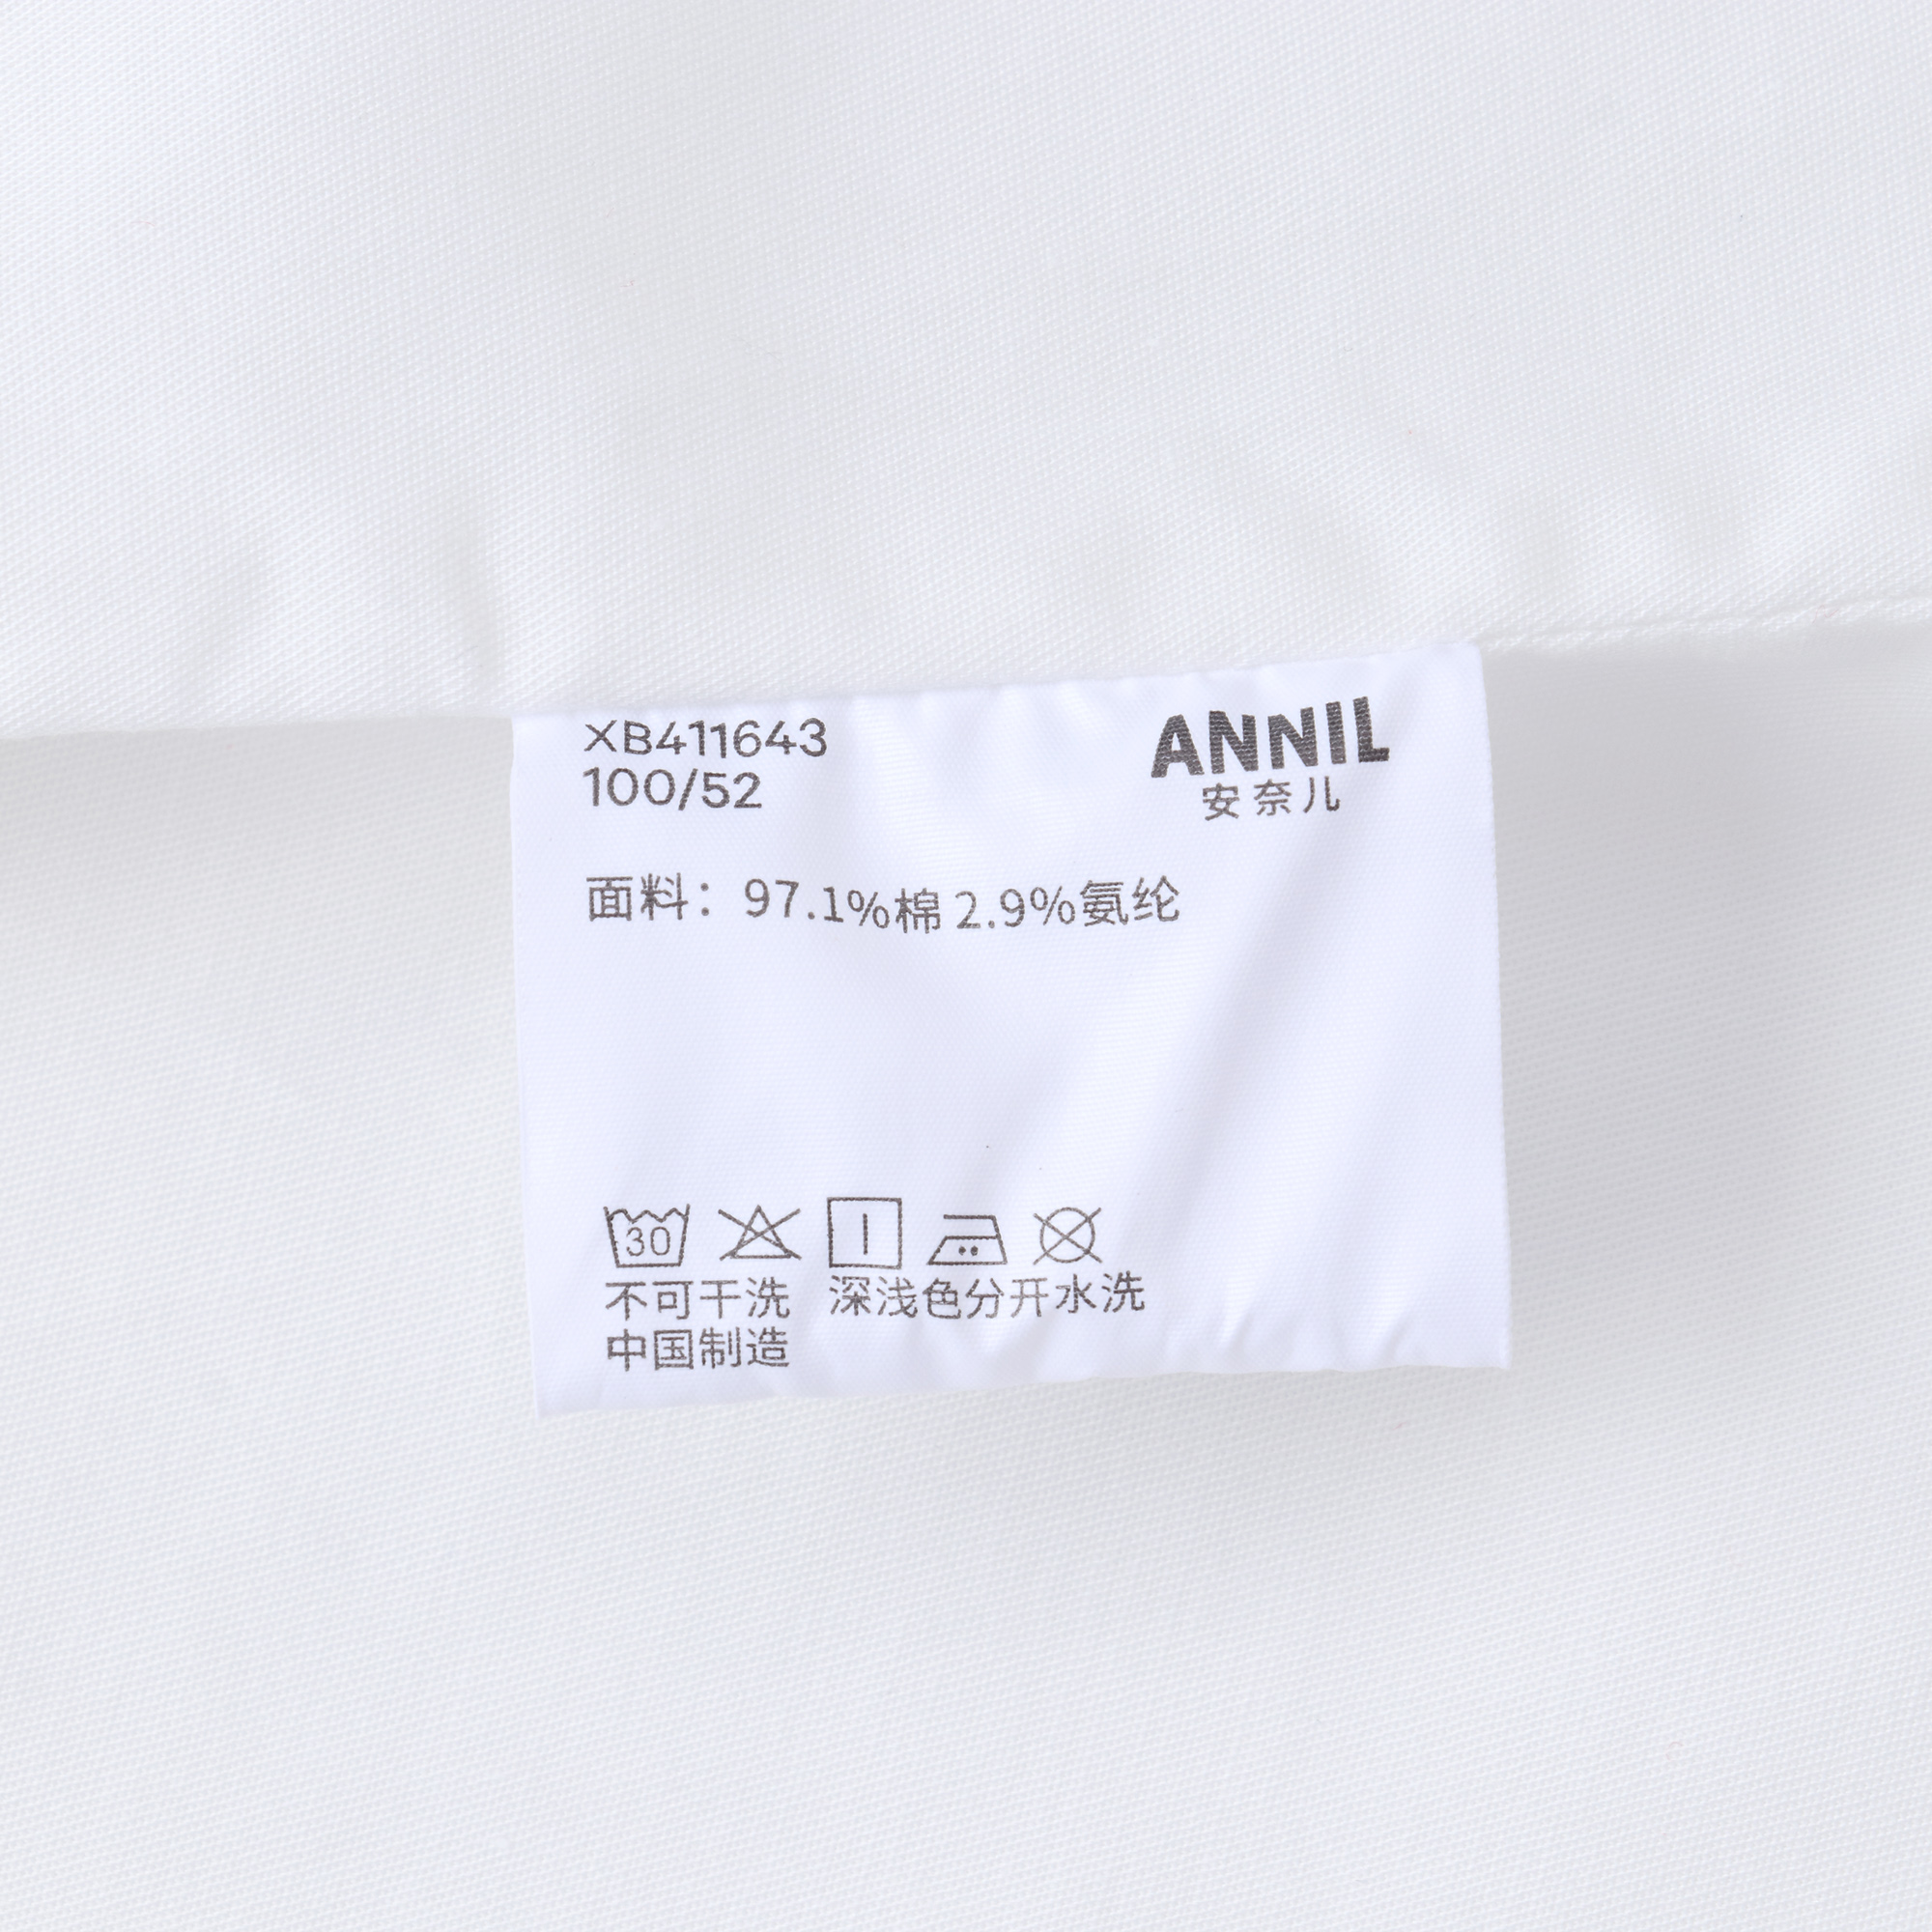 XB411643
100/52
ANNIL
安奈儿
面料：97.1%棉 2.9%氨纶
30
不可干洗 深浅色分开水洗
中国制造